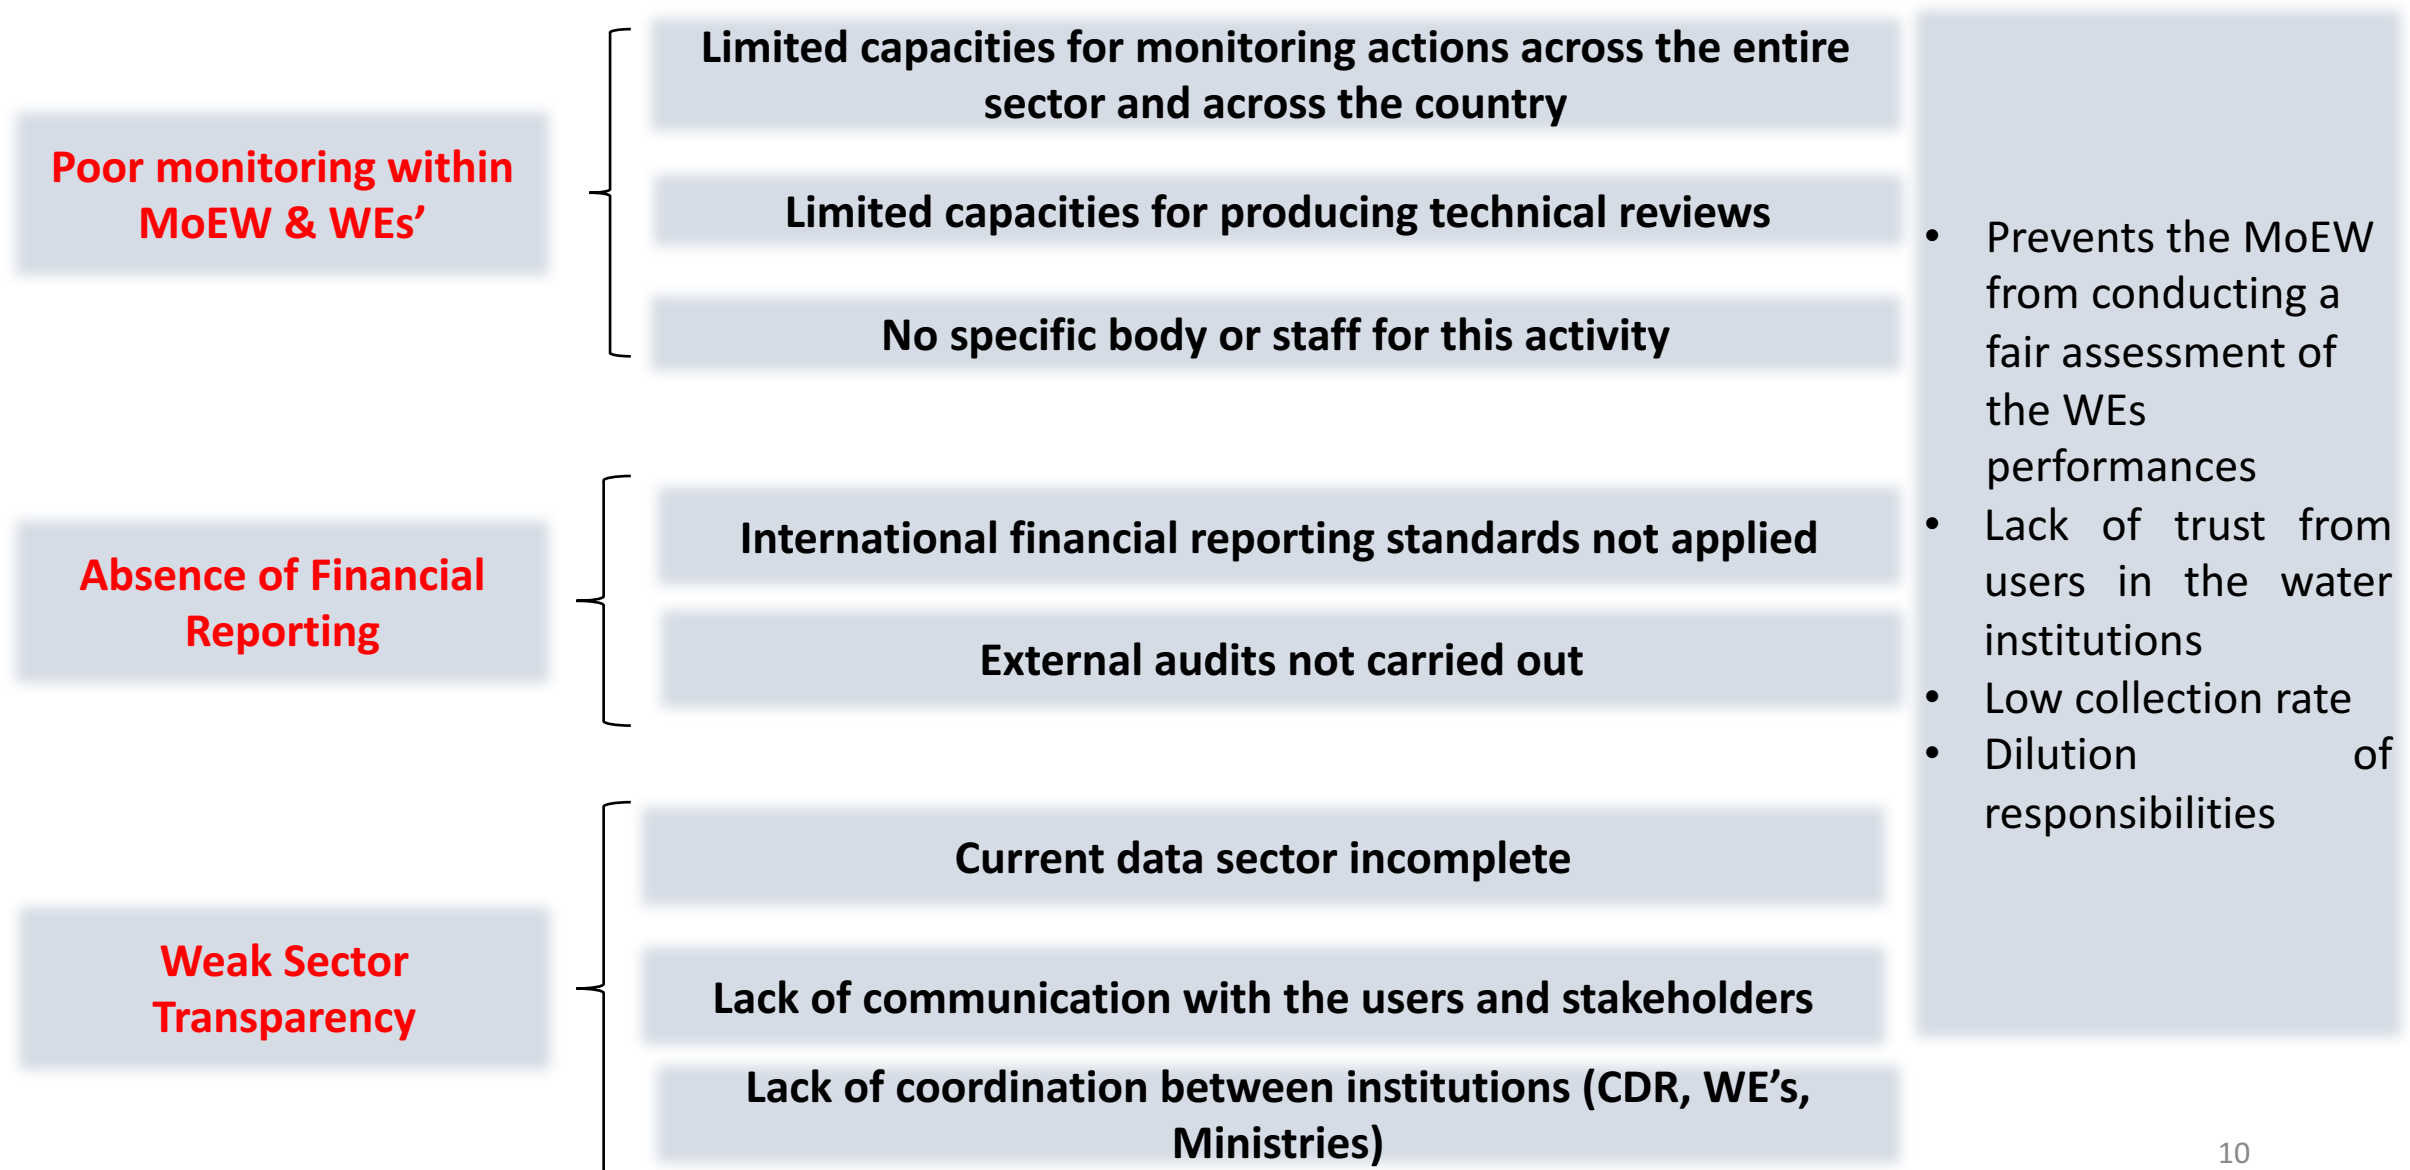 Poor monitoring within
MoEW & WEs’
Limited capacities for monitoring actions across the entire
sector and across the country
Limited capacities for producing technical reviews
No specific body or staff for this activity
Absence of Financial
Reporting
International financial reporting standards not applied
External audits not carried out
Weak Sector
Transparency
Current data sector incomplete
Lack of communication with the users and stakeholders
Lack of coordination between institutions (CDR, WE’s,
Ministries)
• Prevents the MoEW
from conducting a
fair assessment of
the WEs
performances
• Lack of trust from
users in the water
institutions
• Low collection rate
• Dilution of
responsibilities
10